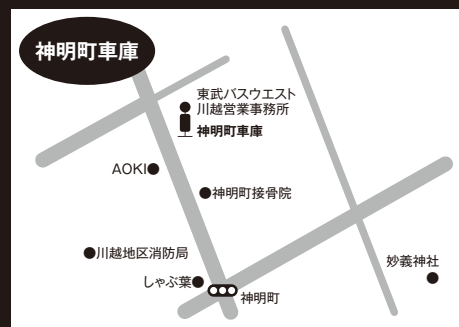 神明町車庫
東武バスウエスト
川越営業事務所
神明町車庫
AOKI
神明町接骨院
川越地区消防局
しゃぶ葉
神明町
妙義神社